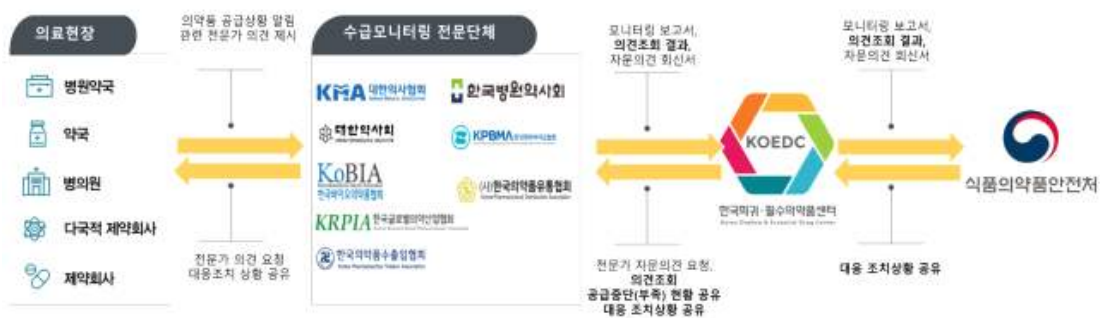 의료현장
병원약국
약국
병의원
다국적 제약회사
제약회사
의약품 공급상황 알림
관련 전문가 의견 제시
전문가 의견 요청
대응조치 상황 공유
수급모니터링 전문단체
KMA 대한의사협회
한국병원약사회
대한약사회
KPBMA
KoBIA
한국바이오의약품협회
(사)한국의약품유통협회
KRPIA 한국글로벌의약산업협회
한국의약품수출입협회
모니터링 보고서,
의견조회 결과,
자문의견 회신서
전문가 자문의견 요청,
의견조회
공급중단(부족) 현황 공유
대응 조치상황 공유
KOEDC
한국희귀·필수의약품센터
Korea Orphan & Essential Drug Center
모니터링 보고서,
의견조회 결과,
자문의견 회신서
대응 조치상황 공유
식품의약품안전처